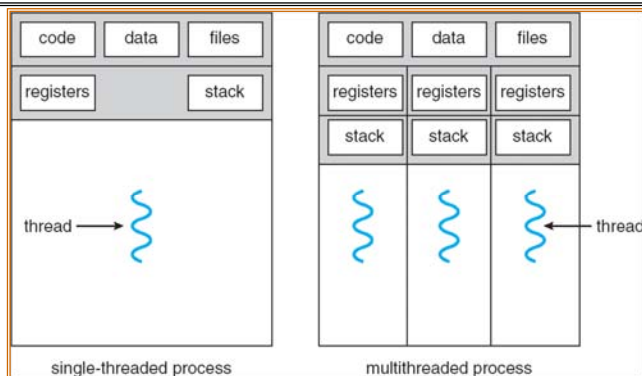 code data files
registers stack
thread
single-threaded process
code data files
registers registers registers
stack stack stack
thread
multithreaded process